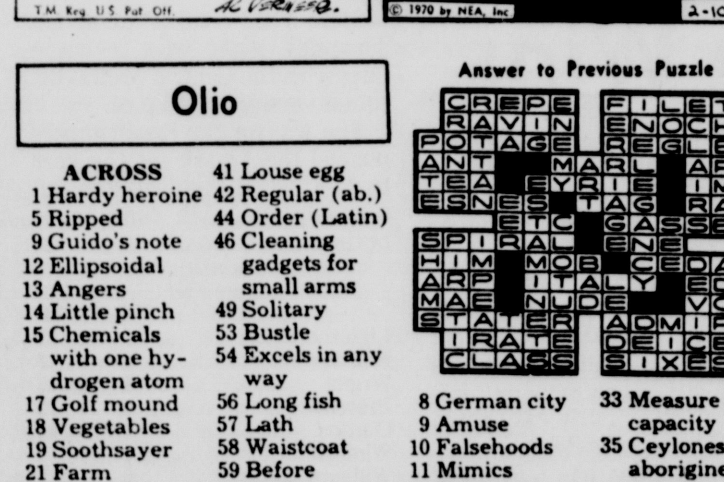 T.M. Reg. U.S. Pat. Off.
© 1970 by NEA, Inc.
Olio
ACROSS
1 Hardy heroine
5 Ripped
9 Guido's note
12 Ellipsoidal
13 Angers
14 Little pinch
15 Chemicals
with one hy-
drogen atom
17 Golf mound
18 Vegetables
19 Soothsayer
21 Farm
41 Louse egg
42 Regular (ab.)
44 Order (Latin)
46 Cleaning
gadgets for
small arms
49 Solitary
53 Bustle
54 Excels in any
way
56 Long fish
57 Lath
58 Waistcoat
59 Before
Answer to Previous Puzzle
CREPE FILET
RAVIN ENOCH
POTAGE REGLE
ANT MARL AR
TEA EYRIE IN
ESNES TAG RA
ETC GASSE
SPIRAL ENE
HIM MOB CEDA
ARP ITALY ED
MAE NUDE VO
STATER ADMIR
IRATE DEICE
CLASS SIXES
8 German city
9 Amuse
10 Falsehoods
11 Mimics
33 Measure
capacity
35 Ceylones
aborigine